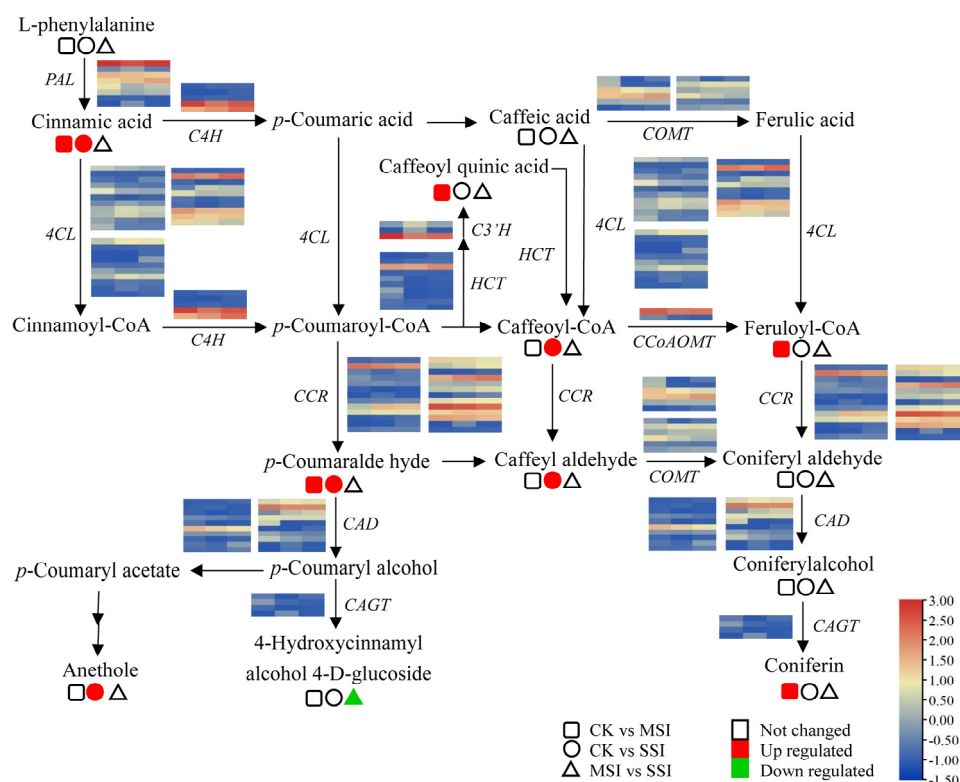 L-phenylalanine
PAL
Cinnamic acid
C4H
p-Coumaric acid
Caffeic acid
COMT
Ferulic acid
Caffeoyl quinic acid
4CL
4CL
C3'H
HCT
HCT
4CL
4CL
Cinnamoyl-CoA
C4H
p-Coumaroyl-CoA
Caffeoyl-CoA
CCoAOMT
Feruloyl-CoA
CCR
CCR
CCR
p-Coumaralde hyde
Caffeyl aldehyde
COMT
Coniferyl aldehyde
CAD
CAD
p-Coumaryl acetate
p-Coumaryl alcohol
Coniferylalcohol
CAGT
CAGT
4-Hydroxycinnamyl
alcohol 4-D-glucoside
Anethole
Coniferin
CK vs MSI
CK vs SSI
MSI vs SSI
Not changed
Up regulated
Down regulated
3.00
2.50
2.00
1.50
1.00
0.50
0.00
-0.50
-1.00
-1.50